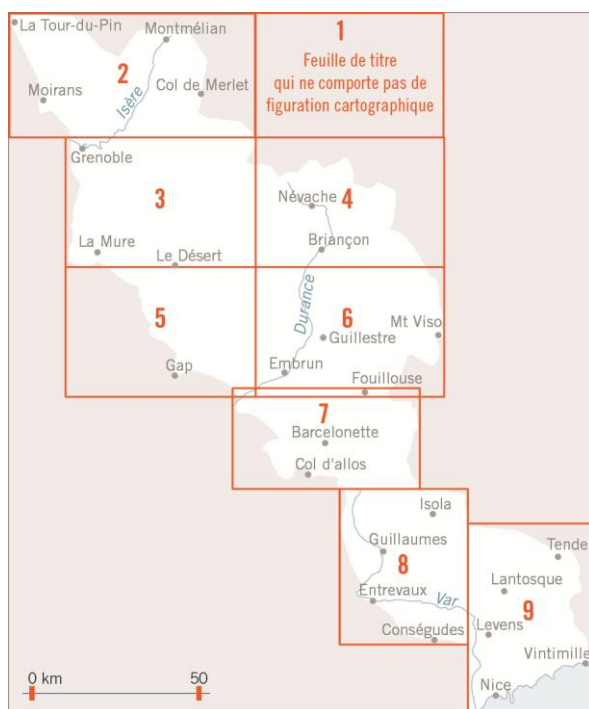 La Tour-du-Pin
Montmélian
2
Moirans
Isère
Col de Merlet
1
Feuille de titre
qui ne comporte pas de
figuration cartographique
Grenoble
3
La Mure
Le Désert
Névache
4
Briançon
5
Gap
Durance
6
Mt Viso
Guillestre
Embrun
Fouillouse
7
Barcelonette
Col d'allos
Isola
Guillaumes
8
Entrevaux
Var
Conségudes
Tende
Lantosque
9
Levens
Vintimille
Nice
0 km
50